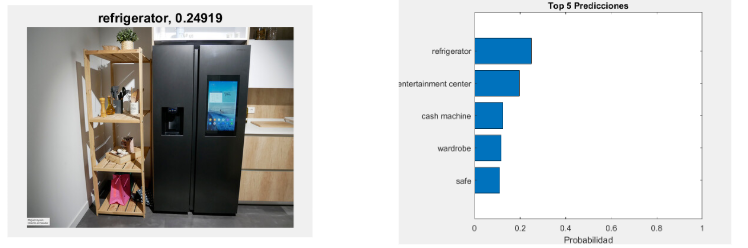 refrigerator, 0.24919
Top 5 Predicciones
refrigerator
entertainment center
cash machine
wardrobe
safe
0
0.2
0.4
0.6
0.8
1
Probabilidad